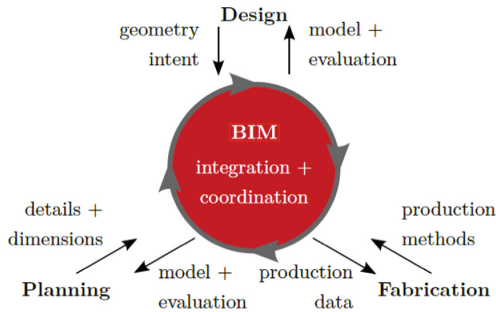 Design
geometry
intent
model +
evaluation
BIM
integration +
coordination
details +
dimensions
Planning
model +
evaluation
production
data
production
methods
Fabrication